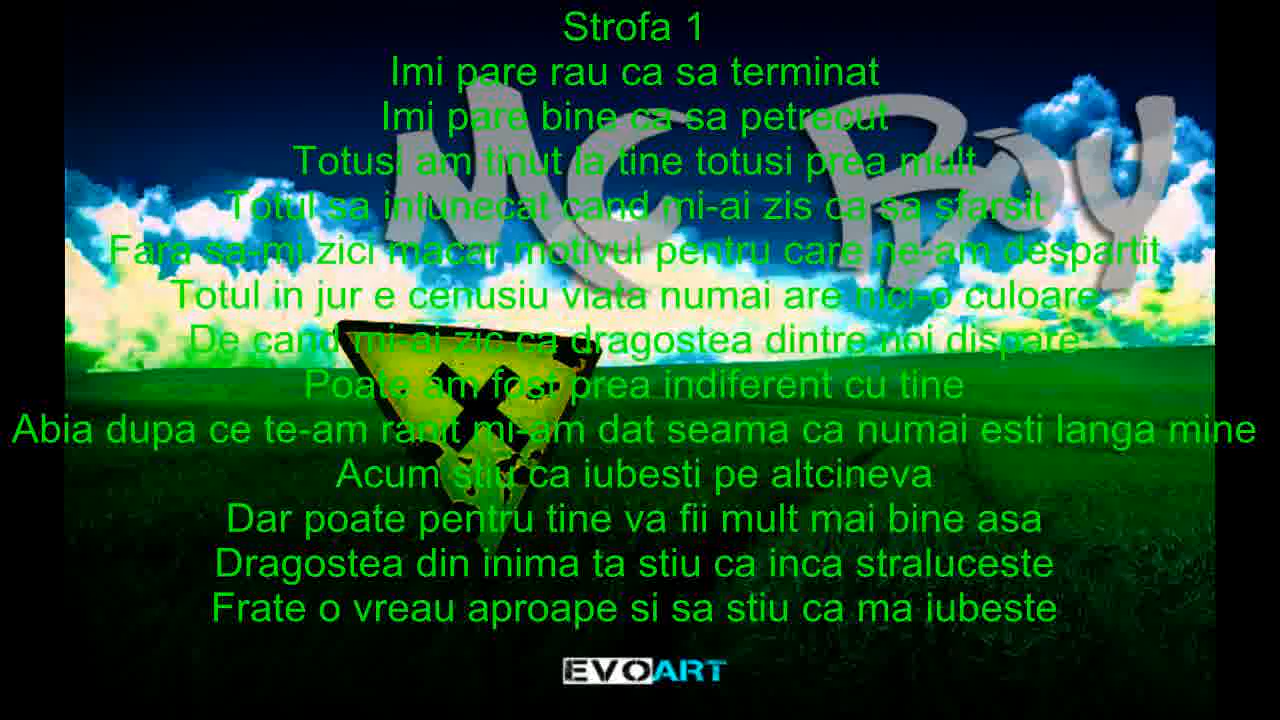 Strofa 1
Imi pare rau ca sa terminat
Imi pare bine ca sa petrecut
Totusi am tinut la tine totusi prea mult
Totul sa intunecat cand mi-ai zis ca sa sfarsit
Fara sa-mi zici macar motivul pentru care ne-am despartit
Totul in jur e cenusiu viata numai are nici-o culoare
De cand mi-ai zic ca dragostea dintre noi dispare
Poate am fost prea indiferent cu tine
Abia dupa ce te-am ranit mi-am dat seama ca numai esti langa mine
Acum stiu ca iubesti pe altcineva
Dar poate pentru tine va fii mult mai bine asa
Dragostea din inima ta stiu ca inca straluceste
Frate o vreau aproape si sa stiu ca ma iubeste
MC Roy
EVOART